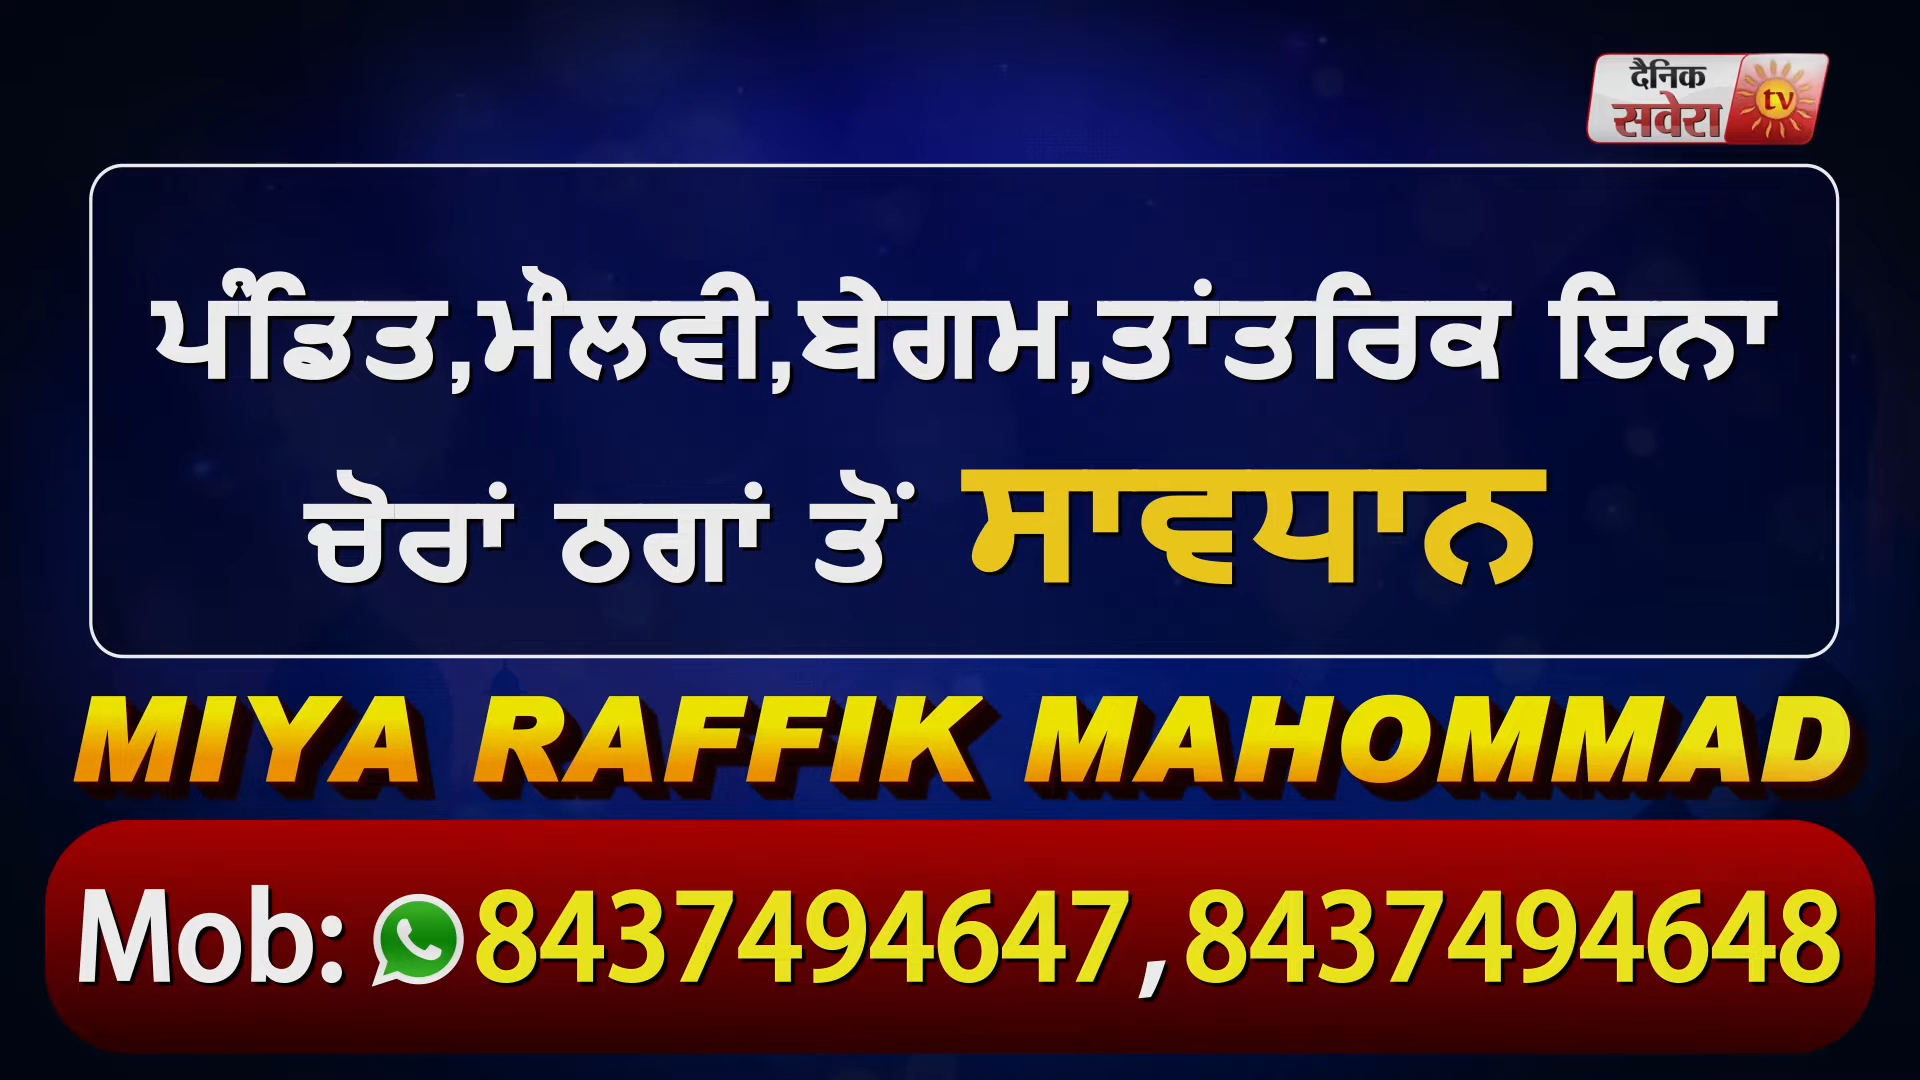 दैनिक
सवेरा tv
ਪੰਡਿਤ,ਮੌਲਵੀ,ਬੇਗਮ,ਤਾਂਤਰਿਕ ਇਨਾ
ਚੋਰਾਂ ਠਗਾਂ ਤੋਂ ਸਾਵਧਾਨ
MIYA RAFFIK MAHOMMAD
Mob: 8437494647, 8437494648